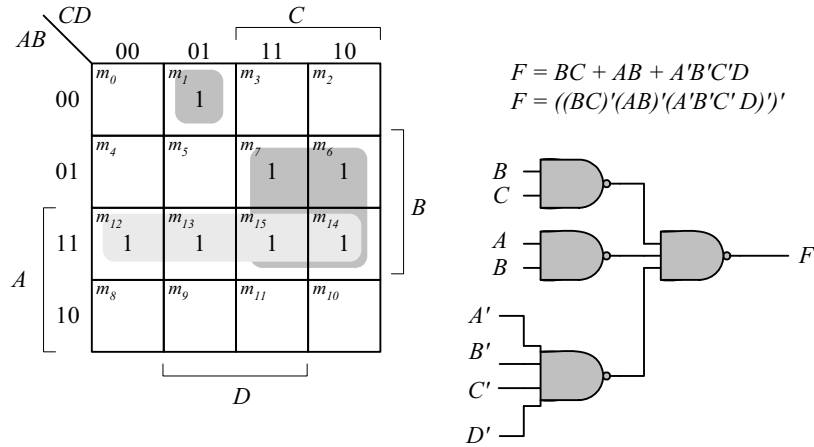 CD
C
AB
00 01 11 10
m0 m1 m3 m2
00 1
m4 m5 m7 m6
01 1 1
B
m12 m13 m15 m14
11 1 1 1 1
A
m8 m9 m11 m10
10
D
F = BC + AB + A'B'C'D
F = ((BC)'(AB)'(A'B'C' D)')'
B
C
A
B
F
A'
B'
C'
D'